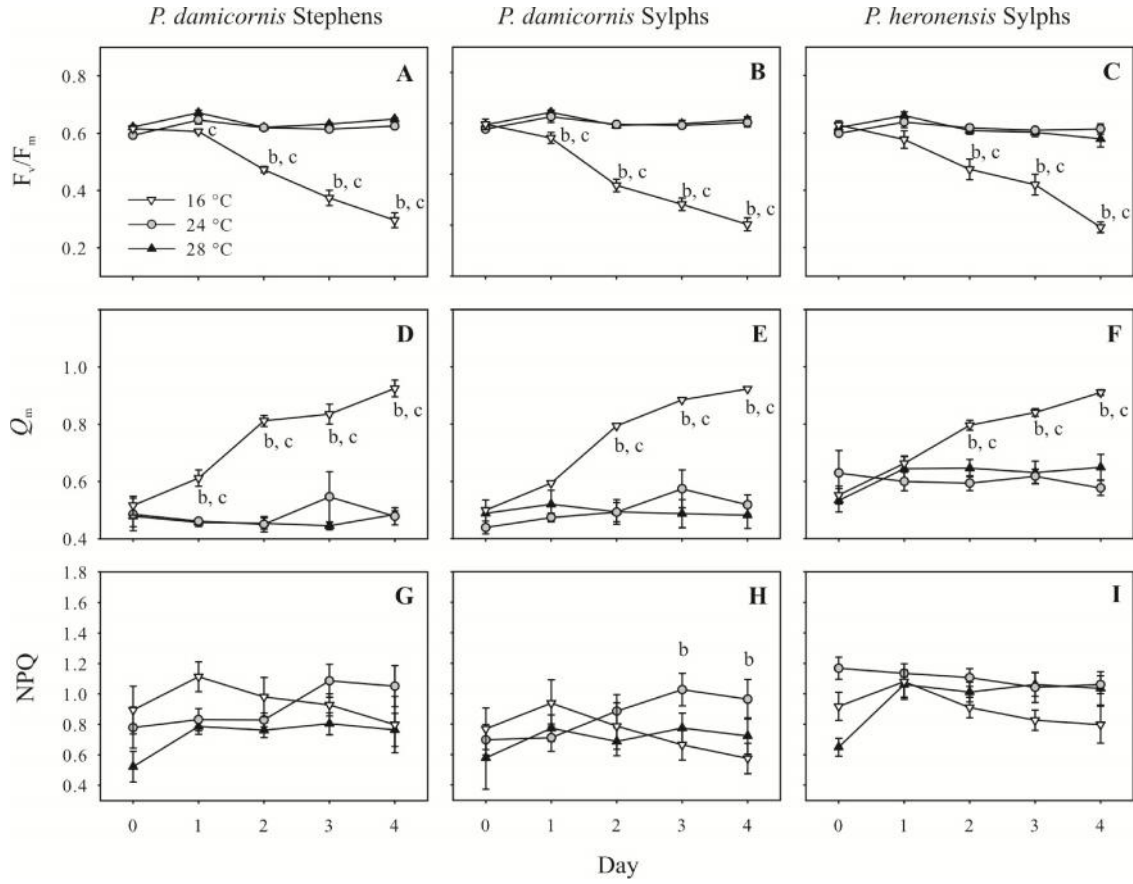 P. damicornis Stephens P. damicornis Sylphs P. heronensis Sylphs
A B C
0.8
0.6
0.4
0.2
Fv/Fm
c
b, c
b, c
b, c
b, c
b, c
b, c
b, c
b, c
b, c
b, c
16 °C
24 °C
28 °C
D E F
1.0
0.8
0.6
0.4
Qm
b, c
b, c
b, c
b, c
b, c
b, c
b, c
G H I
1.8
1.6
1.4
1.2
1.0
0.8
0.6
0.4
NPQ
b b
0 1 2 3 4 0 1 2 3 4 0 1 2 3 4
Day